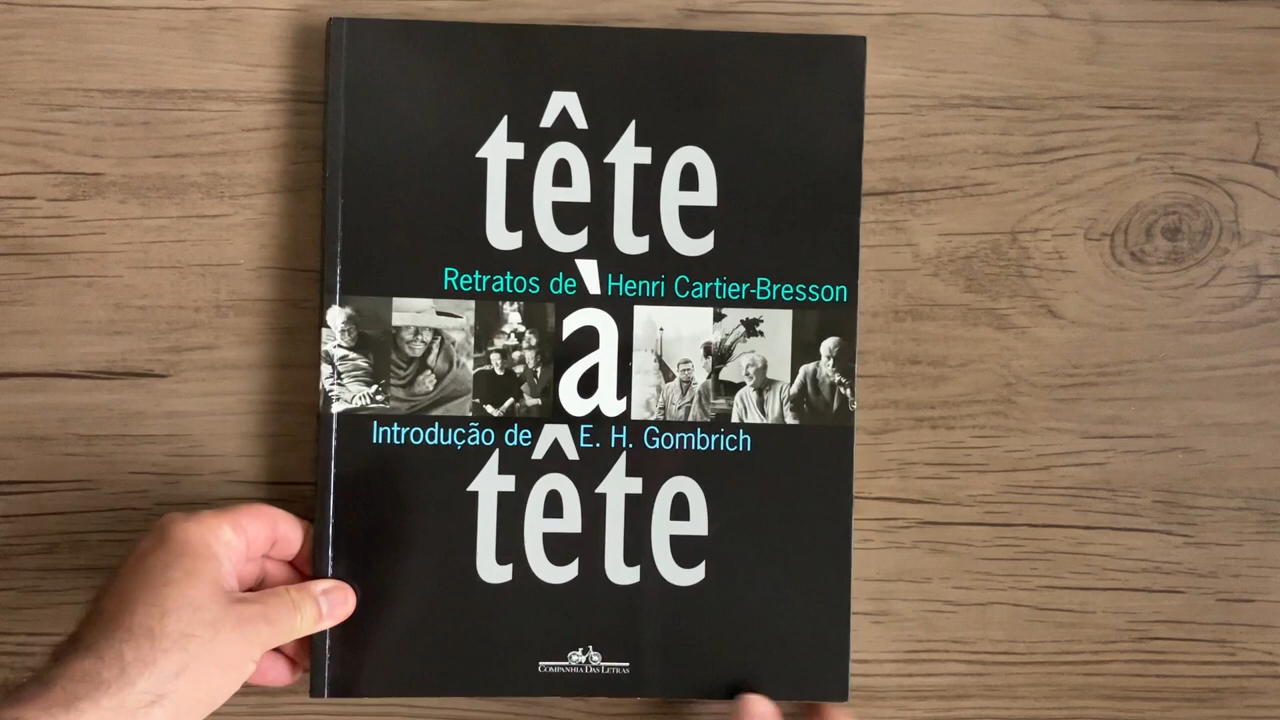 tête
Retratos de Henri Cartier-Bresson
à
Introdução de E. H. Gombrich
tête
COMPANHIA DAS LETRAS